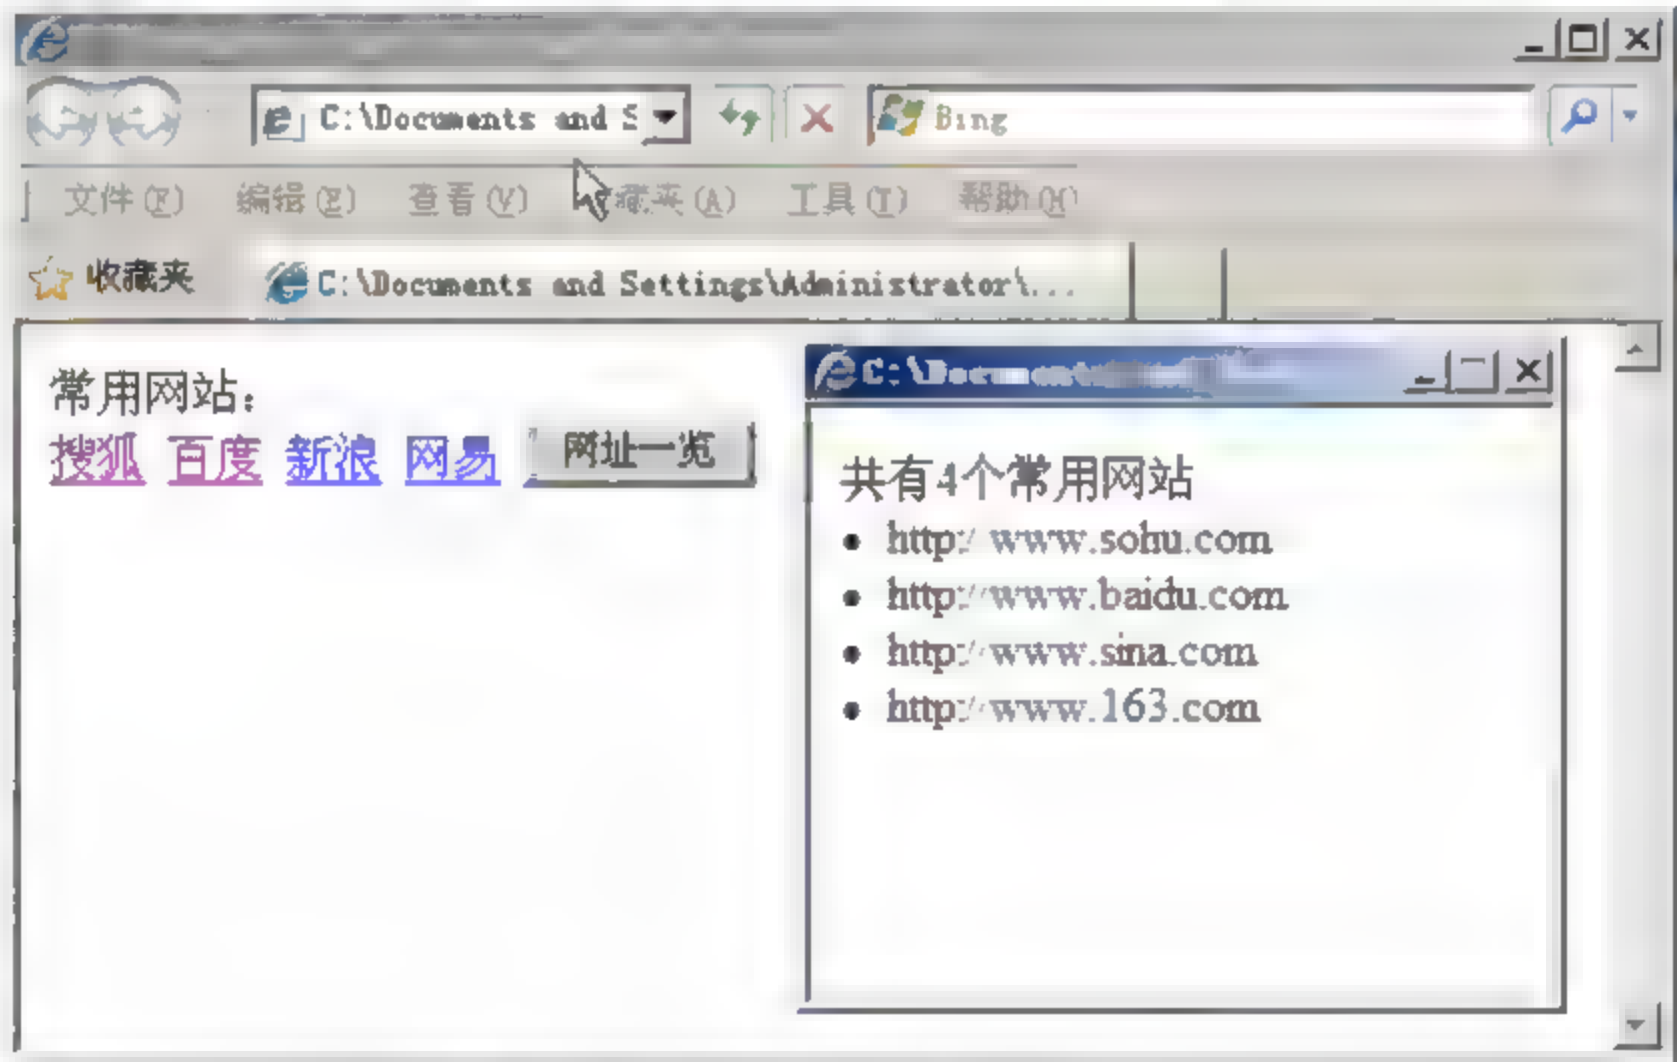 C:\Documents and S
Bing
文件(F) 编辑(E) 查看(V) 藏夹(A) 工具(T) 帮助(H)
收藏夹 C:\Documents and Settings\Administrator\...
常用网站：
搜狐 百度 新浪 网易 网址一览
C:\Document
共有4个常用网站
• http://www.sohu.com
• http://www.baidu.com
• http://www.sina.com
• http://www.163.com